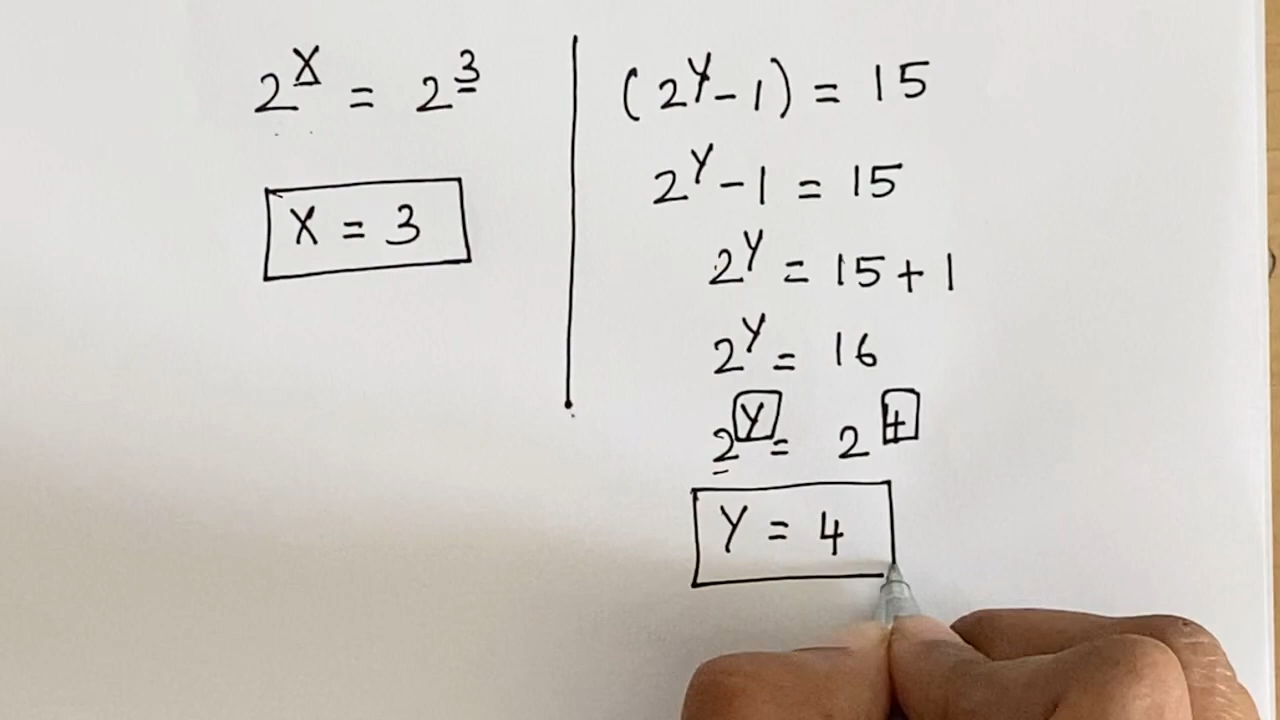 2^X = 2^3
X = 3
(2^Y - 1) = 15
2^Y - 1 = 15
2^Y = 15 + 1
2^Y = 16
2^Y = 2^4
Y = 4